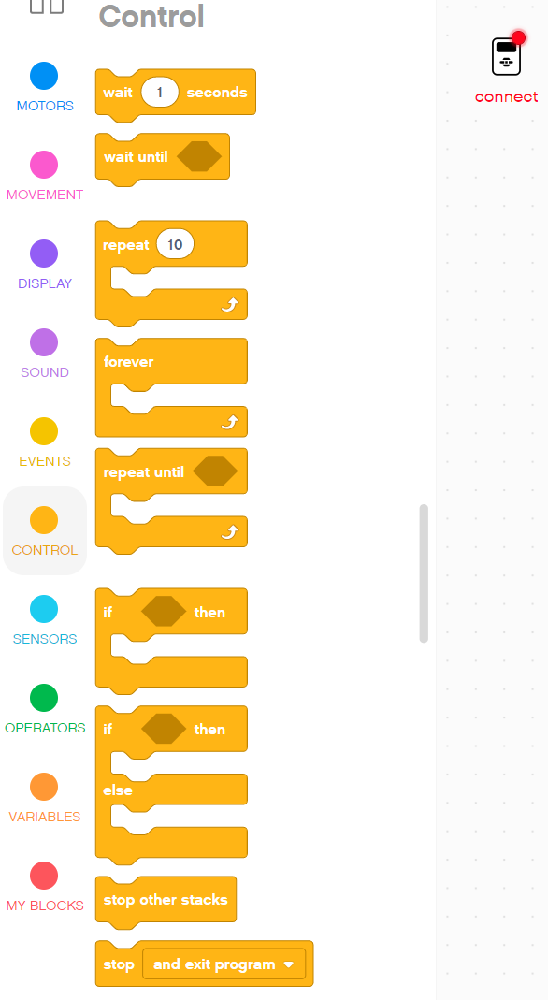 Control
connect
MOTORS
MOVEMENT
DISPLAY
SOUND
EVENTS
CONTROL
SENSORS
OPERATORS
VARIABLES
MY BLOCKS
wait 1 seconds
wait until
repeat 10
forever
repeat until
if then
if then
else
stop other stacks
stop and exit program